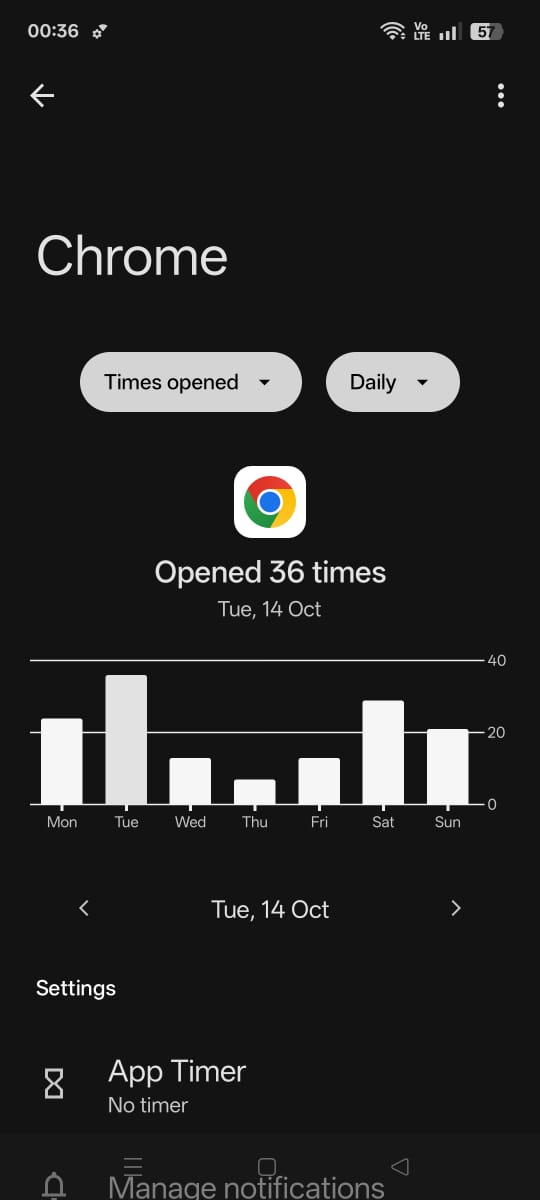 00:36 Vo LTE 57
Chrome
Times opened Daily
Opened 36 times
Tue, 14 Oct
40
20
0
Mon Tue Wed Thu Fri Sat Sun
Tue, 14 Oct
Settings
App Timer
No timer
Manage notifications